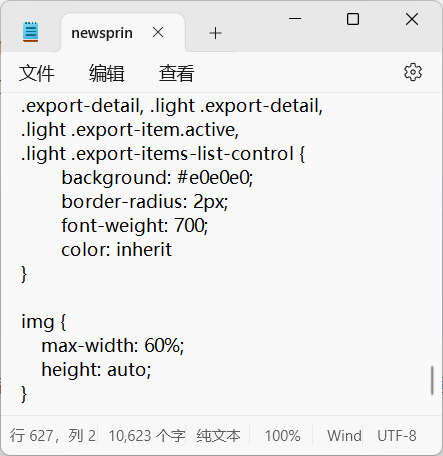 newsprin
文件 编辑 查看
.export-detail, .light .export-detail,
.light .export-item.active,
.light .export-items-list-control {
background: #e0e0e0;
border-radius: 2px;
font-weight: 700;
color: inherit
}
img {
max-width: 60%;
height: auto;
}
行 627，列 2 10,623 个字 纯文本 100% Wind UTF-8